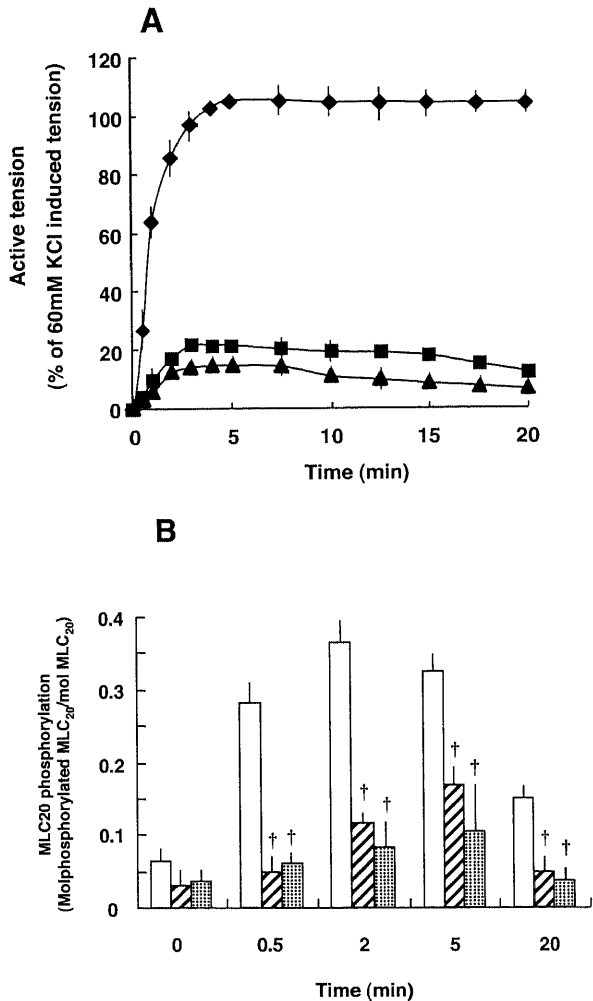 A
Active tension
(% of 60mM KCl induced tension)
120
100
80
60
40
20
0
0 5 10 15 20
Time (min)
B
MLC20 phosphorylation
(Molphosphorylated MLC20/mol MLC20)
0.4
0.3
0.2
0.1
0
† †
† †
† †
† †
0 0.5 2 5 20
Time (min)